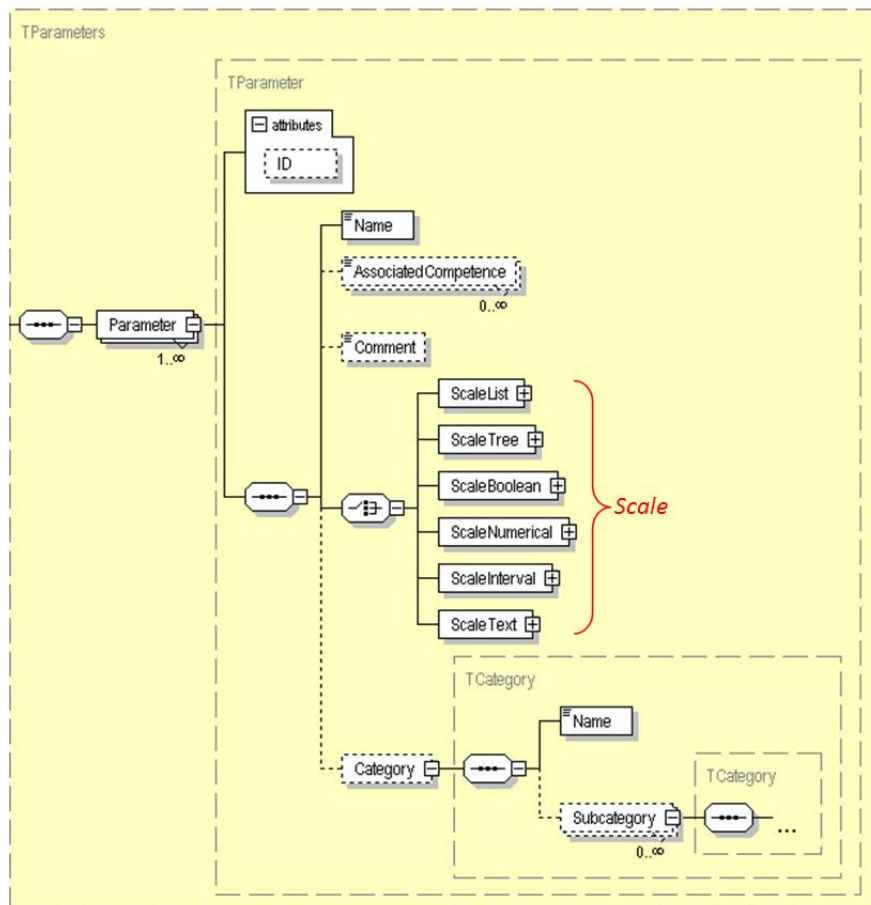 TParameters
TParameter
attributes
ID
Name
AssociatedCompetence
0..∞
Parameter
1..∞
Comment
ScaleList
ScaleTree
ScaleBoolean
ScaleNumerical
ScaleInterval
ScaleText
Scale
TCategory
Name
Category
TCategory
Subcategory
0..∞
...